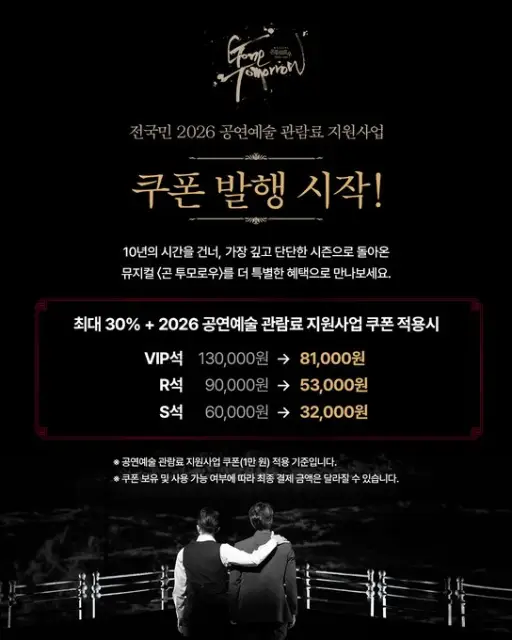 Gone
Tomorrow
전국민 2026 공연예술 관람료 지원사업
쿠폰 발행 시작!
10년의 시간을 건너, 가장 깊고 단단한 시즌으로 돌아온
뮤지컬 〈곤 투모로우〉를 더 특별한 혜택으로 만나보세요.
최대 30% + 2026 공연예술 관람료 지원사업 쿠폰 적용시
VIP석 130,000원 → 81,000원
R석 90,000원 → 53,000원
S석 60,000원 → 32,000원
※ 공연예술 관람료 지원사업 쿠폰(1만 원) 적용 기준입니다.
※ 쿠폰 보유 및 사용 가능 여부에 따라 최종 결제 금액은 달라질 수 있습니다.